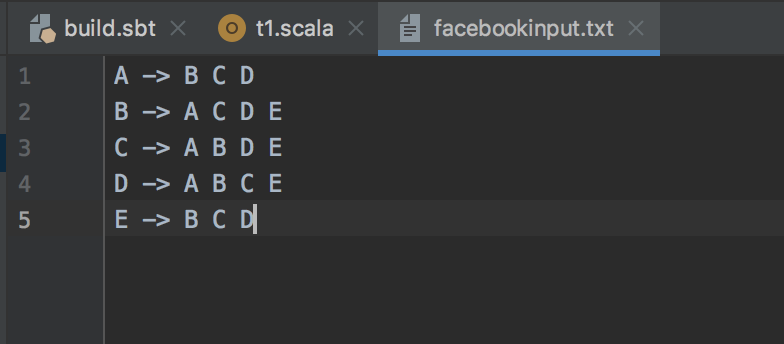 build.sbt t1.scala facebookinput.txt
1 A -> B C D
2 B -> A C D E
3 C -> A B D E
4 D -> A B C E
5 E -> B C D